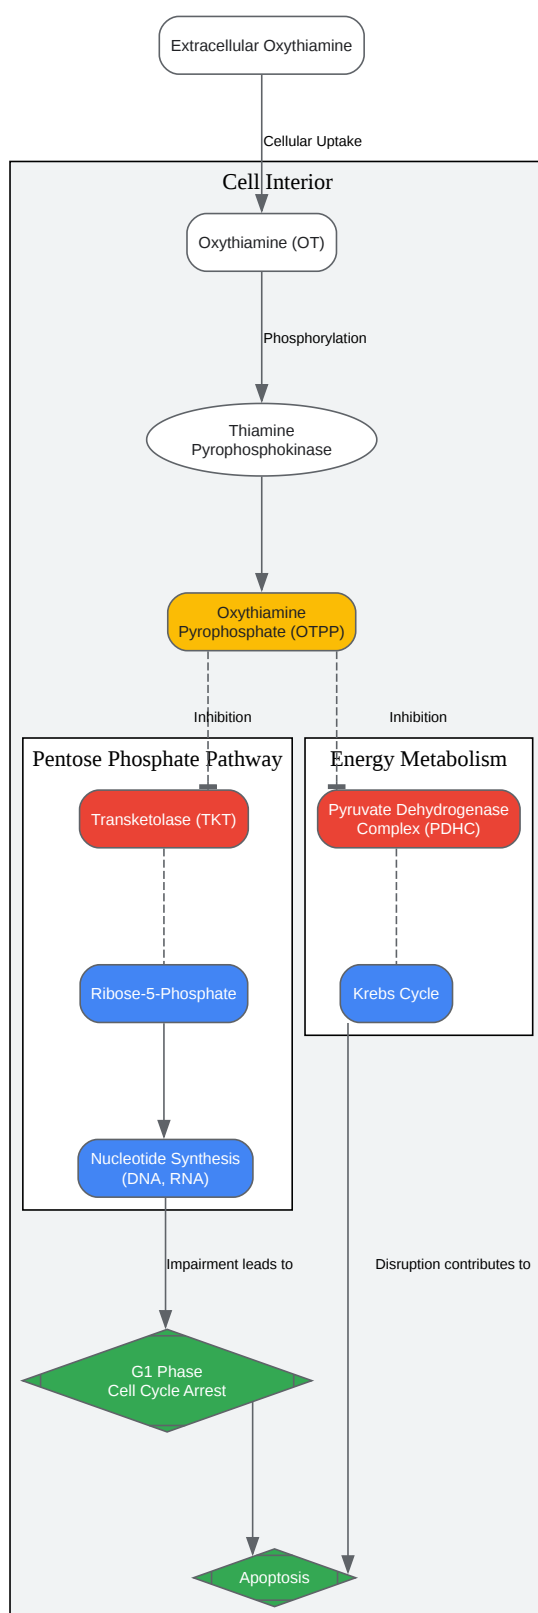 Extracellular Oxythiamine
Cellular Uptake
Cell Interior
Oxythiamine (OT)
Phosphorylation
Thiamine
Pyrophosphokinase
Oxythiamine
Pyrophosphate (OTPP)
Inhibition
Inhibition
Pentose Phosphate Pathway
Energy Metabolism
Transketolase (TKT)
Pyruvate Dehydrogenase
Complex (PDHC)
Ribose-5-Phosphate
Krebs Cycle
Nucleotide Synthesis
(DNA, RNA)
Impairment leads to
Disruption contributes to
G1 Phase
Cell Cycle Arrest
Apoptosis